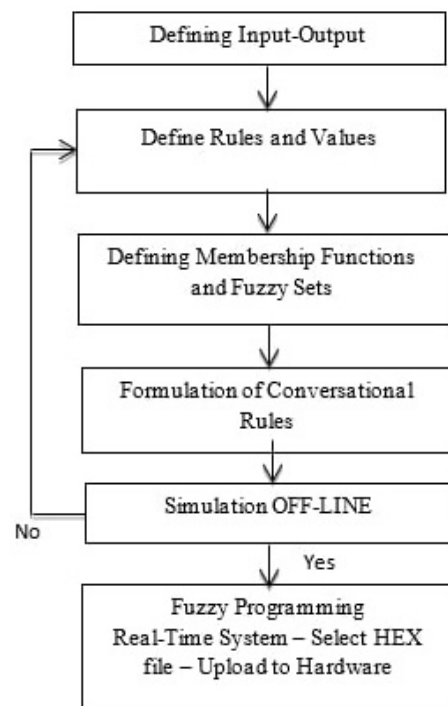 Defining Input-Output
Define Rules and Values
Defining Membership Functions
and Fuzzy Sets
Formulation of Conversational
Rules
Simulation OFF-LINE
No
Yes
Fuzzy Programming
Real-Time System – Select HEX
file – Upload to Hardware